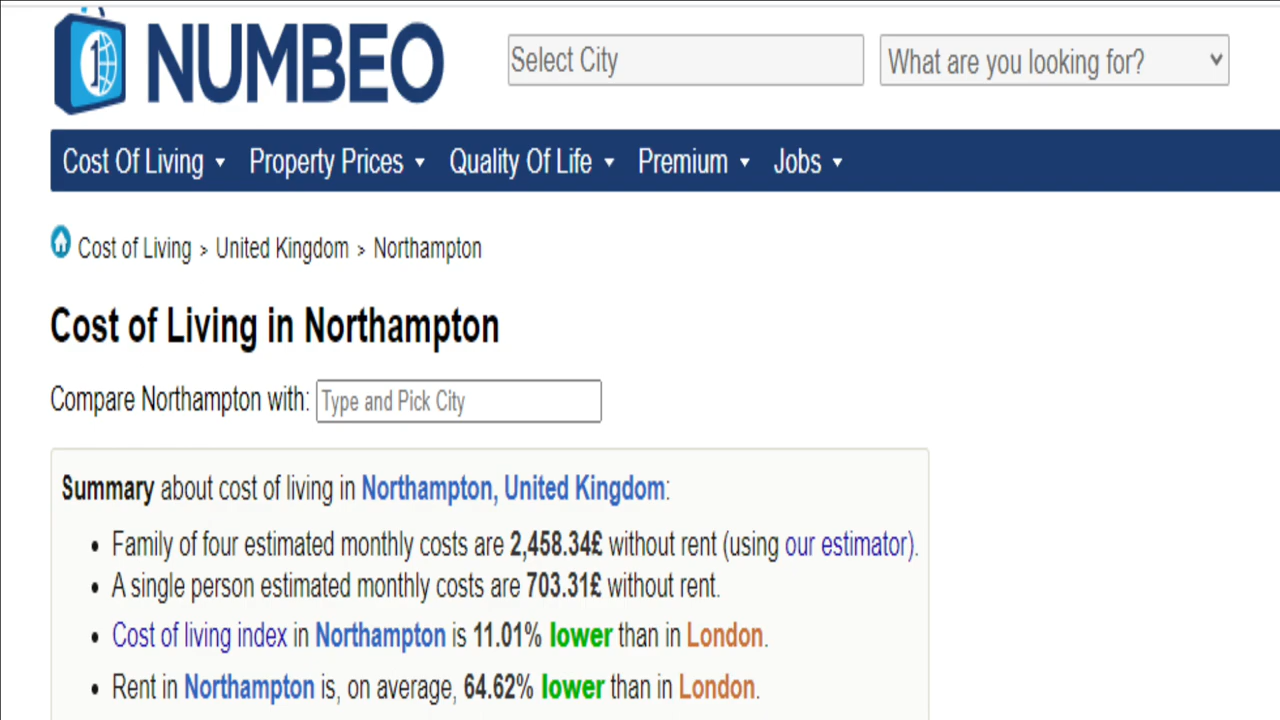 NUMBEO
Select City
What are you looking for?
Cost Of Living Property Prices Quality Of Life Premium Jobs
Cost of Living > United Kingdom > Northampton
Cost of Living in Northampton
Compare Northampton with: Type and Pick City
Summary about cost of living in Northampton, United Kingdom:
• Family of four estimated monthly costs are 2,458.34£ without rent (using our estimator).
• A single person estimated monthly costs are 703.31£ without rent.
• Cost of living index in Northampton is 11.01% lower than in London.
• Rent in Northampton is, on average, 64.62% lower than in London.